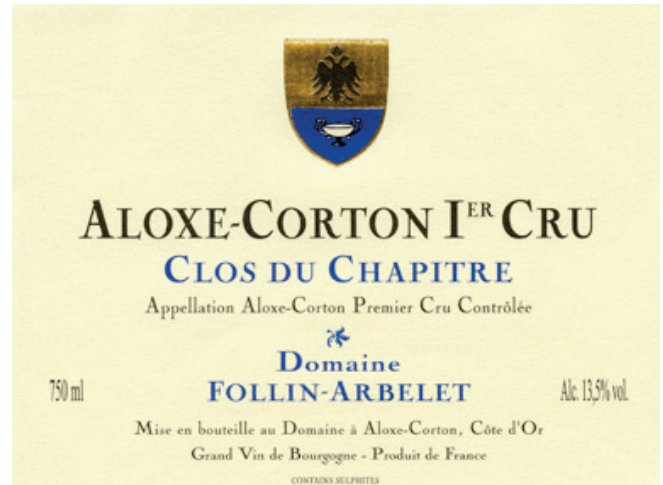 ALOXE-CORTON IER CRU
CLOS DU CHAPITRE
Appellation Aloxe-Corton Premier Cru Contrôlée
Domaine
750 ml FOLLIN-ARBELET Alc. 13,5% vol.
Mise en bouteille au Domaine à Aloxe-Corton, Côte d'Or
Grand Vin de Bourgogne - Produit de France
CONTAINS SULPHITES